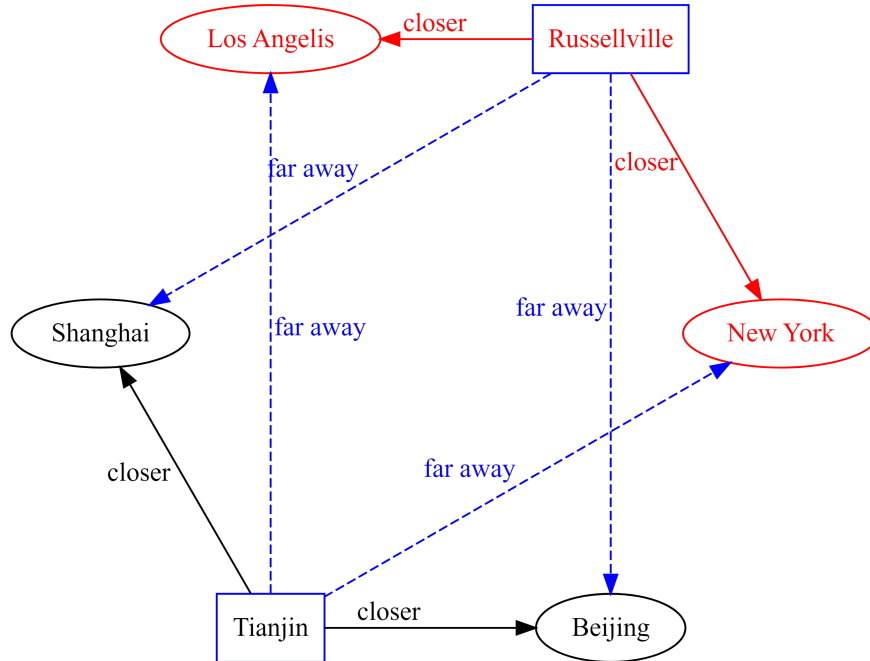 closer
Los Angelis
Russellville
far away
closer
far away
far away
Shanghai
New York
far away
closer
closer
Tianjin
Beijing